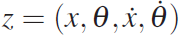 z = (x, θ, ẋ, θ̇)